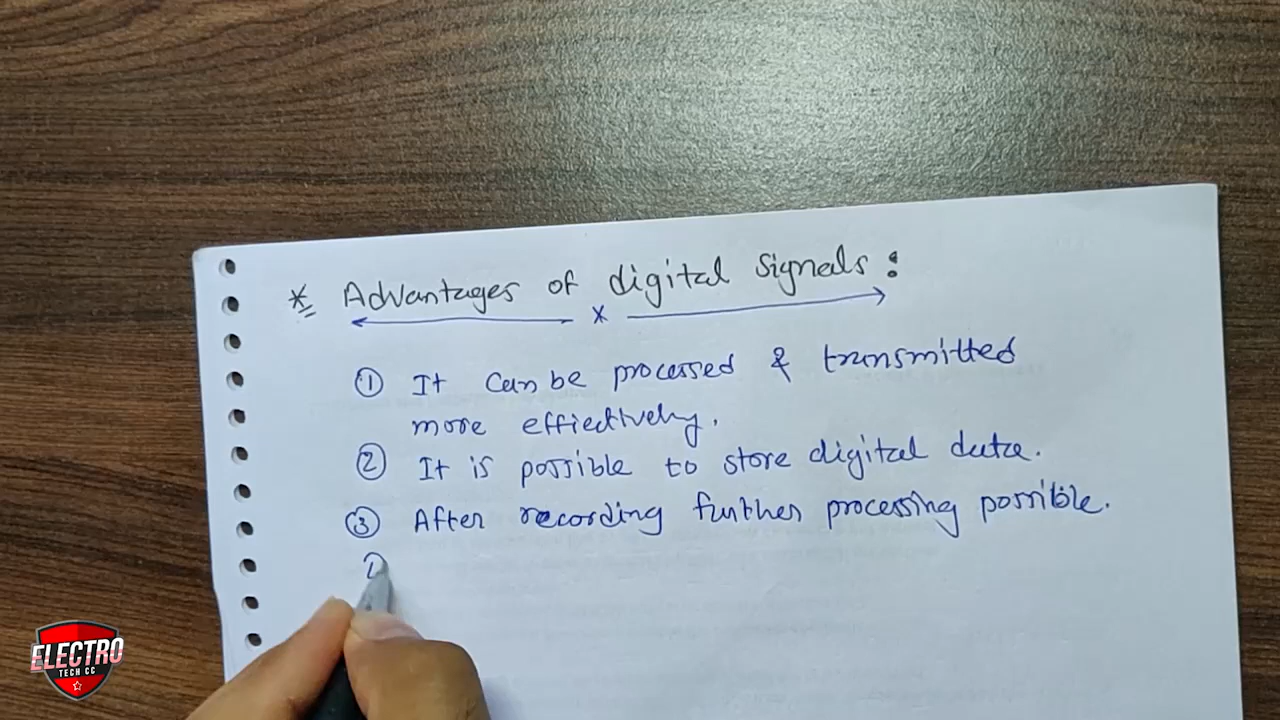 * Advantages of digital signals :
① It can be processed & transmitted
more effiectively.
② It is possible to store digital data.
③ After recording further processing possible.
ELECTRO
TECH CC